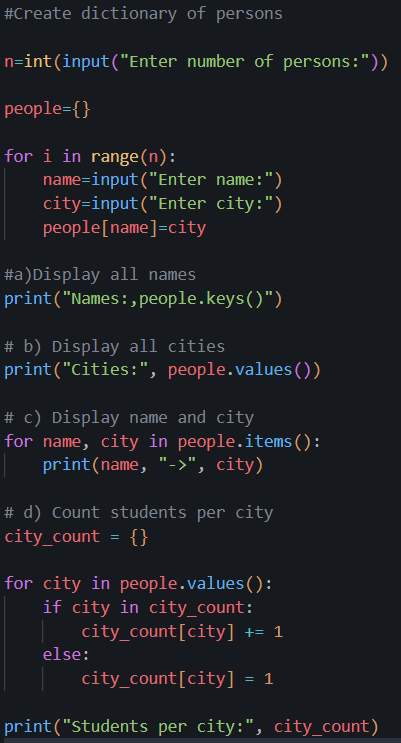 #Create dictionary of persons

n=int(input("Enter number of persons:"))

people={}

for i in range(n):
    name=input("Enter name:")
    city=input("Enter city:")
    people[name]=city

#a)Display all names
print("Names:,people.keys()")

# b) Display all cities
print("Cities:", people.values())

# c) Display name and city
for name, city in people.items():
    print(name, "->", city)

# d) Count students per city
city_count = {}

for city in people.values():
    if city in city_count:
        city_count[city] += 1
    else:
        city_count[city] = 1

print("Students per city:", city_count)